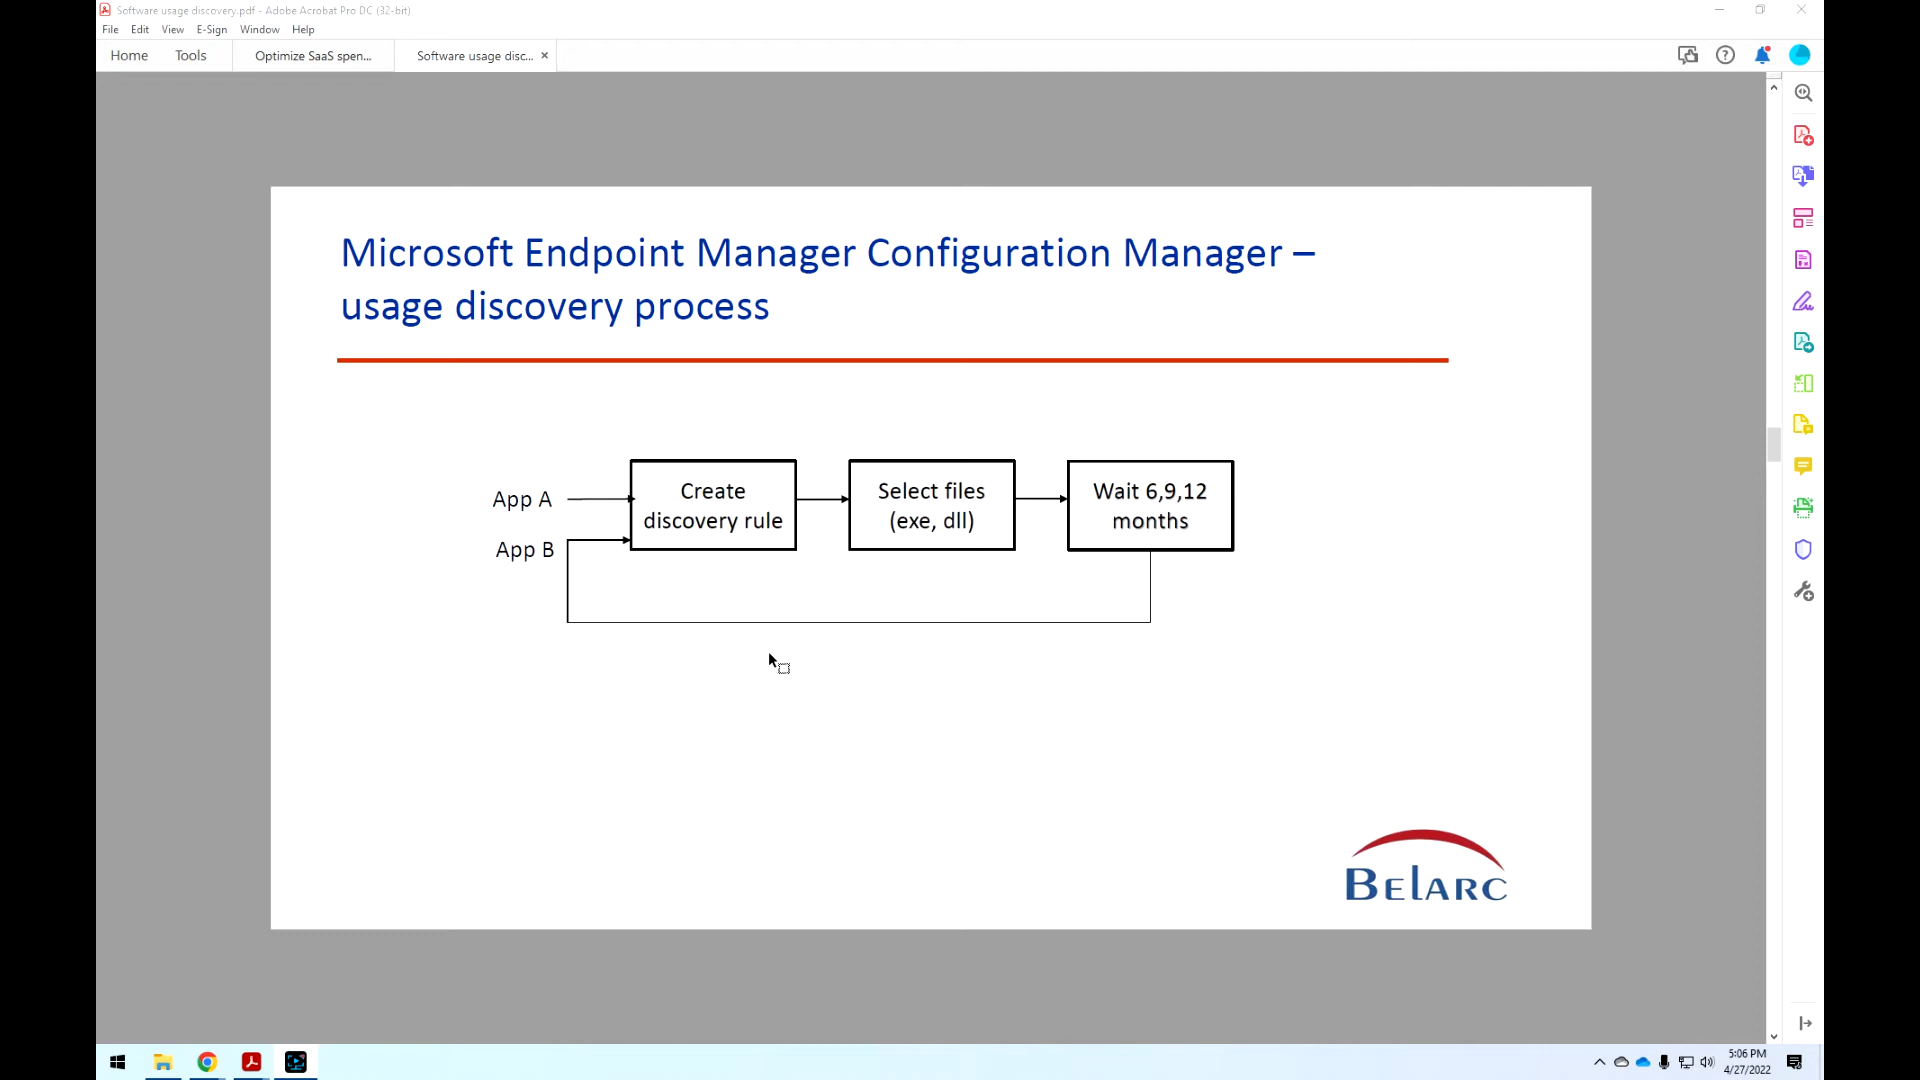 Software usage discovery.pdf - Adobe Acrobat Pro DC (32-bit)
File Edit View E-Sign Window Help
Home Tools Optimize SaaS spen... Software usage disc... ×
Microsoft Endpoint Manager Configuration Manager –
usage discovery process
App A
App B
Create
discovery rule
Select files
(exe, dll)
Wait 6,9,12
months
BELARC
5:06 PM
4/27/2022